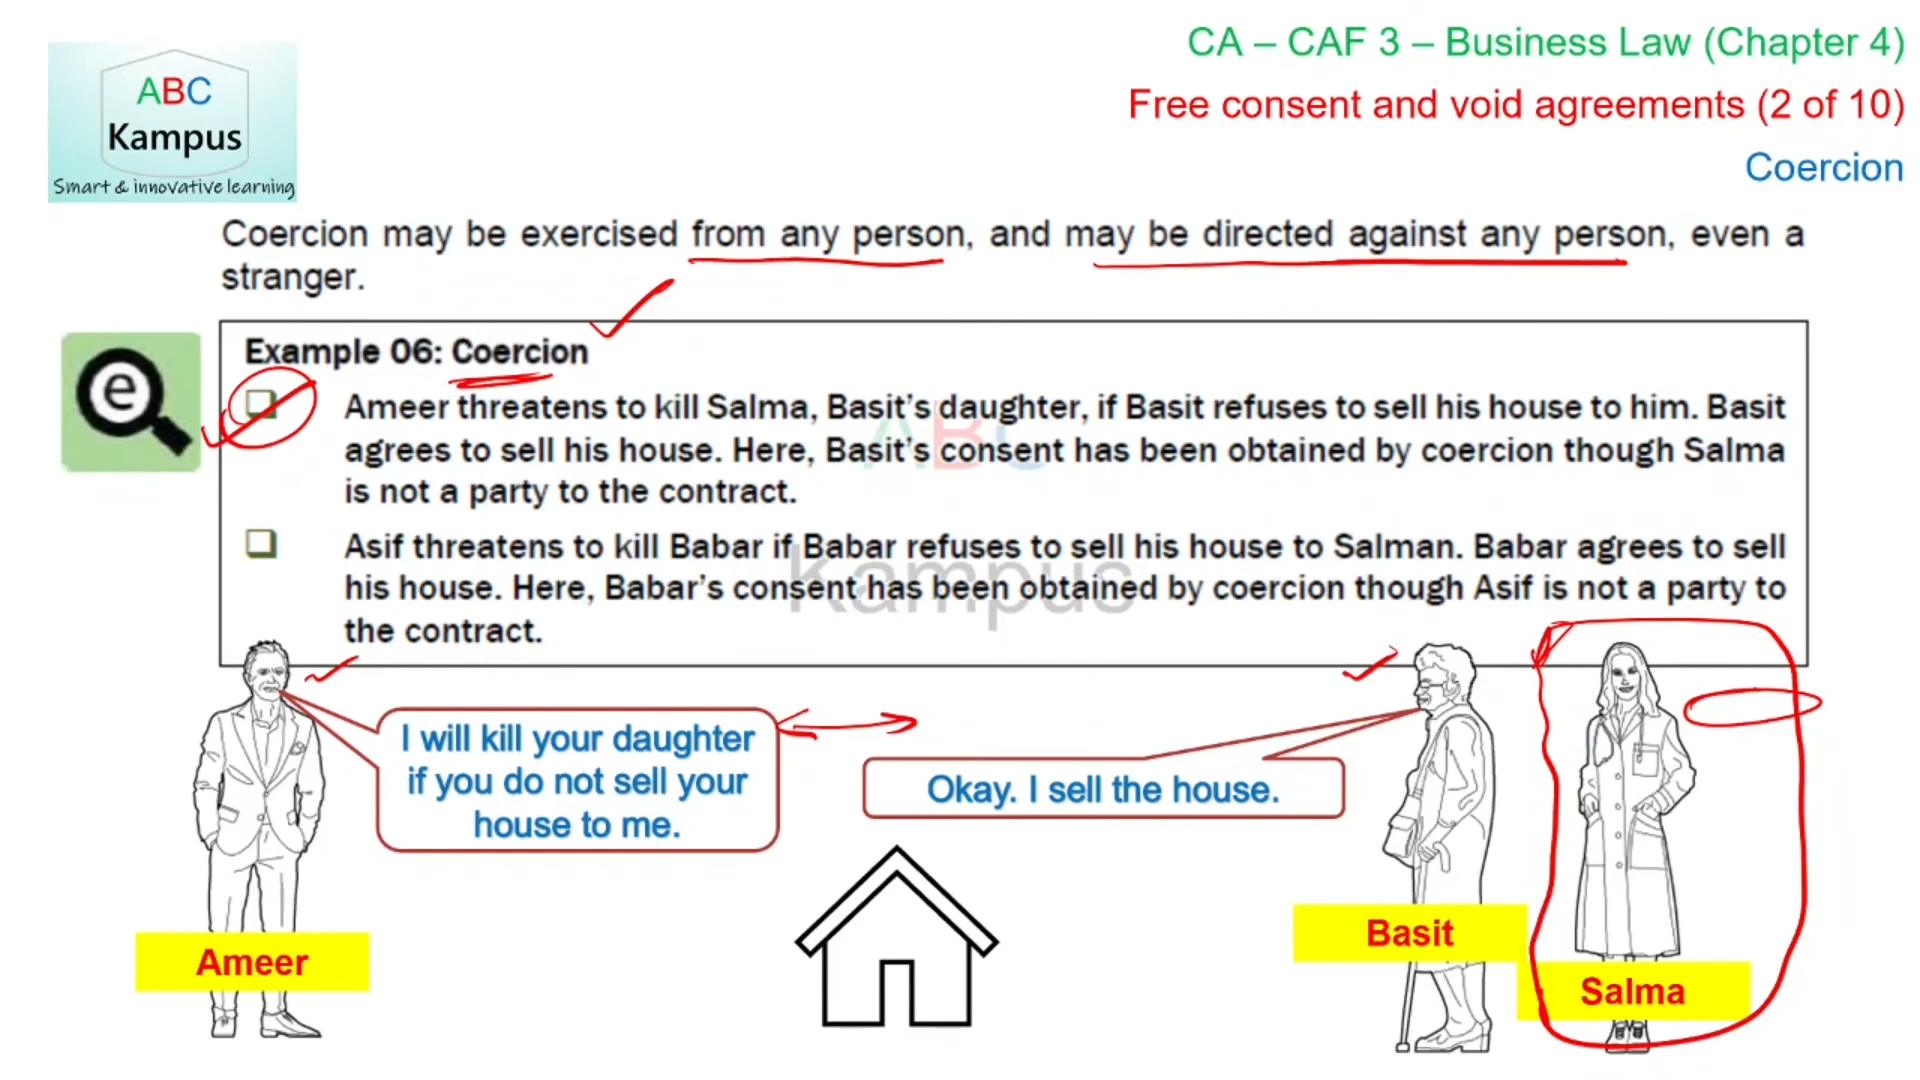 ABC
Kampus
Smart & innovative learning
CA – CAF 3 – Business Law (Chapter 4)
Free consent and void agreements (2 of 10)
Coercion
Coercion may be exercised from any person, and may be directed against any person, even a
stranger.
e
Example 06: Coercion
❑ Ameer threatens to kill Salma, Basit's daughter, if Basit refuses to sell his house to him. Basit
agrees to sell his house. Here, Basit's consent has been obtained by coercion though Salma
is not a party to the contract.
❑ Asif threatens to kill Babar if Babar refuses to sell his house to Salman. Babar agrees to sell
his house. Here, Babar's consent has been obtained by coercion though Asif is not a party to
the contract.
ABC
Kampus
I will kill your daughter
if you do not sell your
house to me.
Okay. I sell the house.
Ameer
Basit
Salma